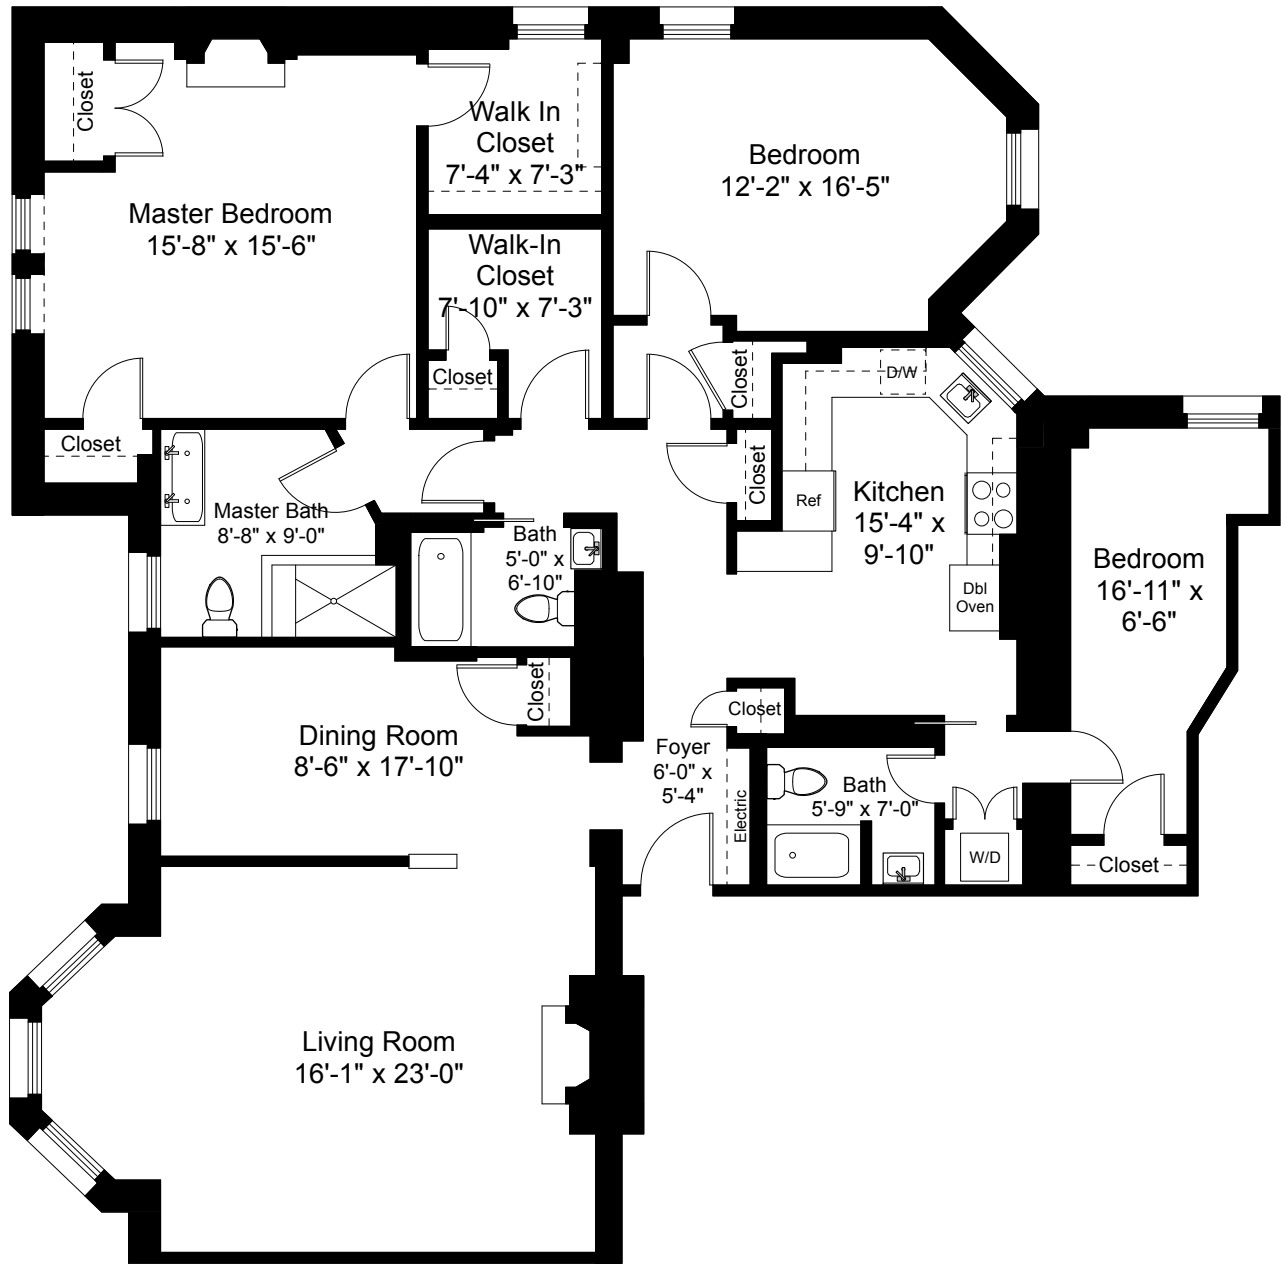 Closet
Walk In
Closet
7'-4" x 7'-3"
Bedroom
12'-2" x 16'-5"
Master Bedroom
15'-8" x 15'-6"
Walk-In
Closet
7'-10" x 7'-3"
Closet
Closet
D/W
Closet
Closet
Ref
Kitchen
15'-4" x
9'-10"
Master Bath
8'-8" x 9'-0"
Bath
5'-0" x
6'-10"
Dbl
Oven
Bedroom
16'-11" x
6'-6"
Closet
Closet
Dining Room
8'-6" x 17'-10"
Foyer
6'-0" x
5'-4"
Electric
Bath
5'-9" x 7'-0"
W/D
Closet
Living Room
16'-1" x 23'-0"